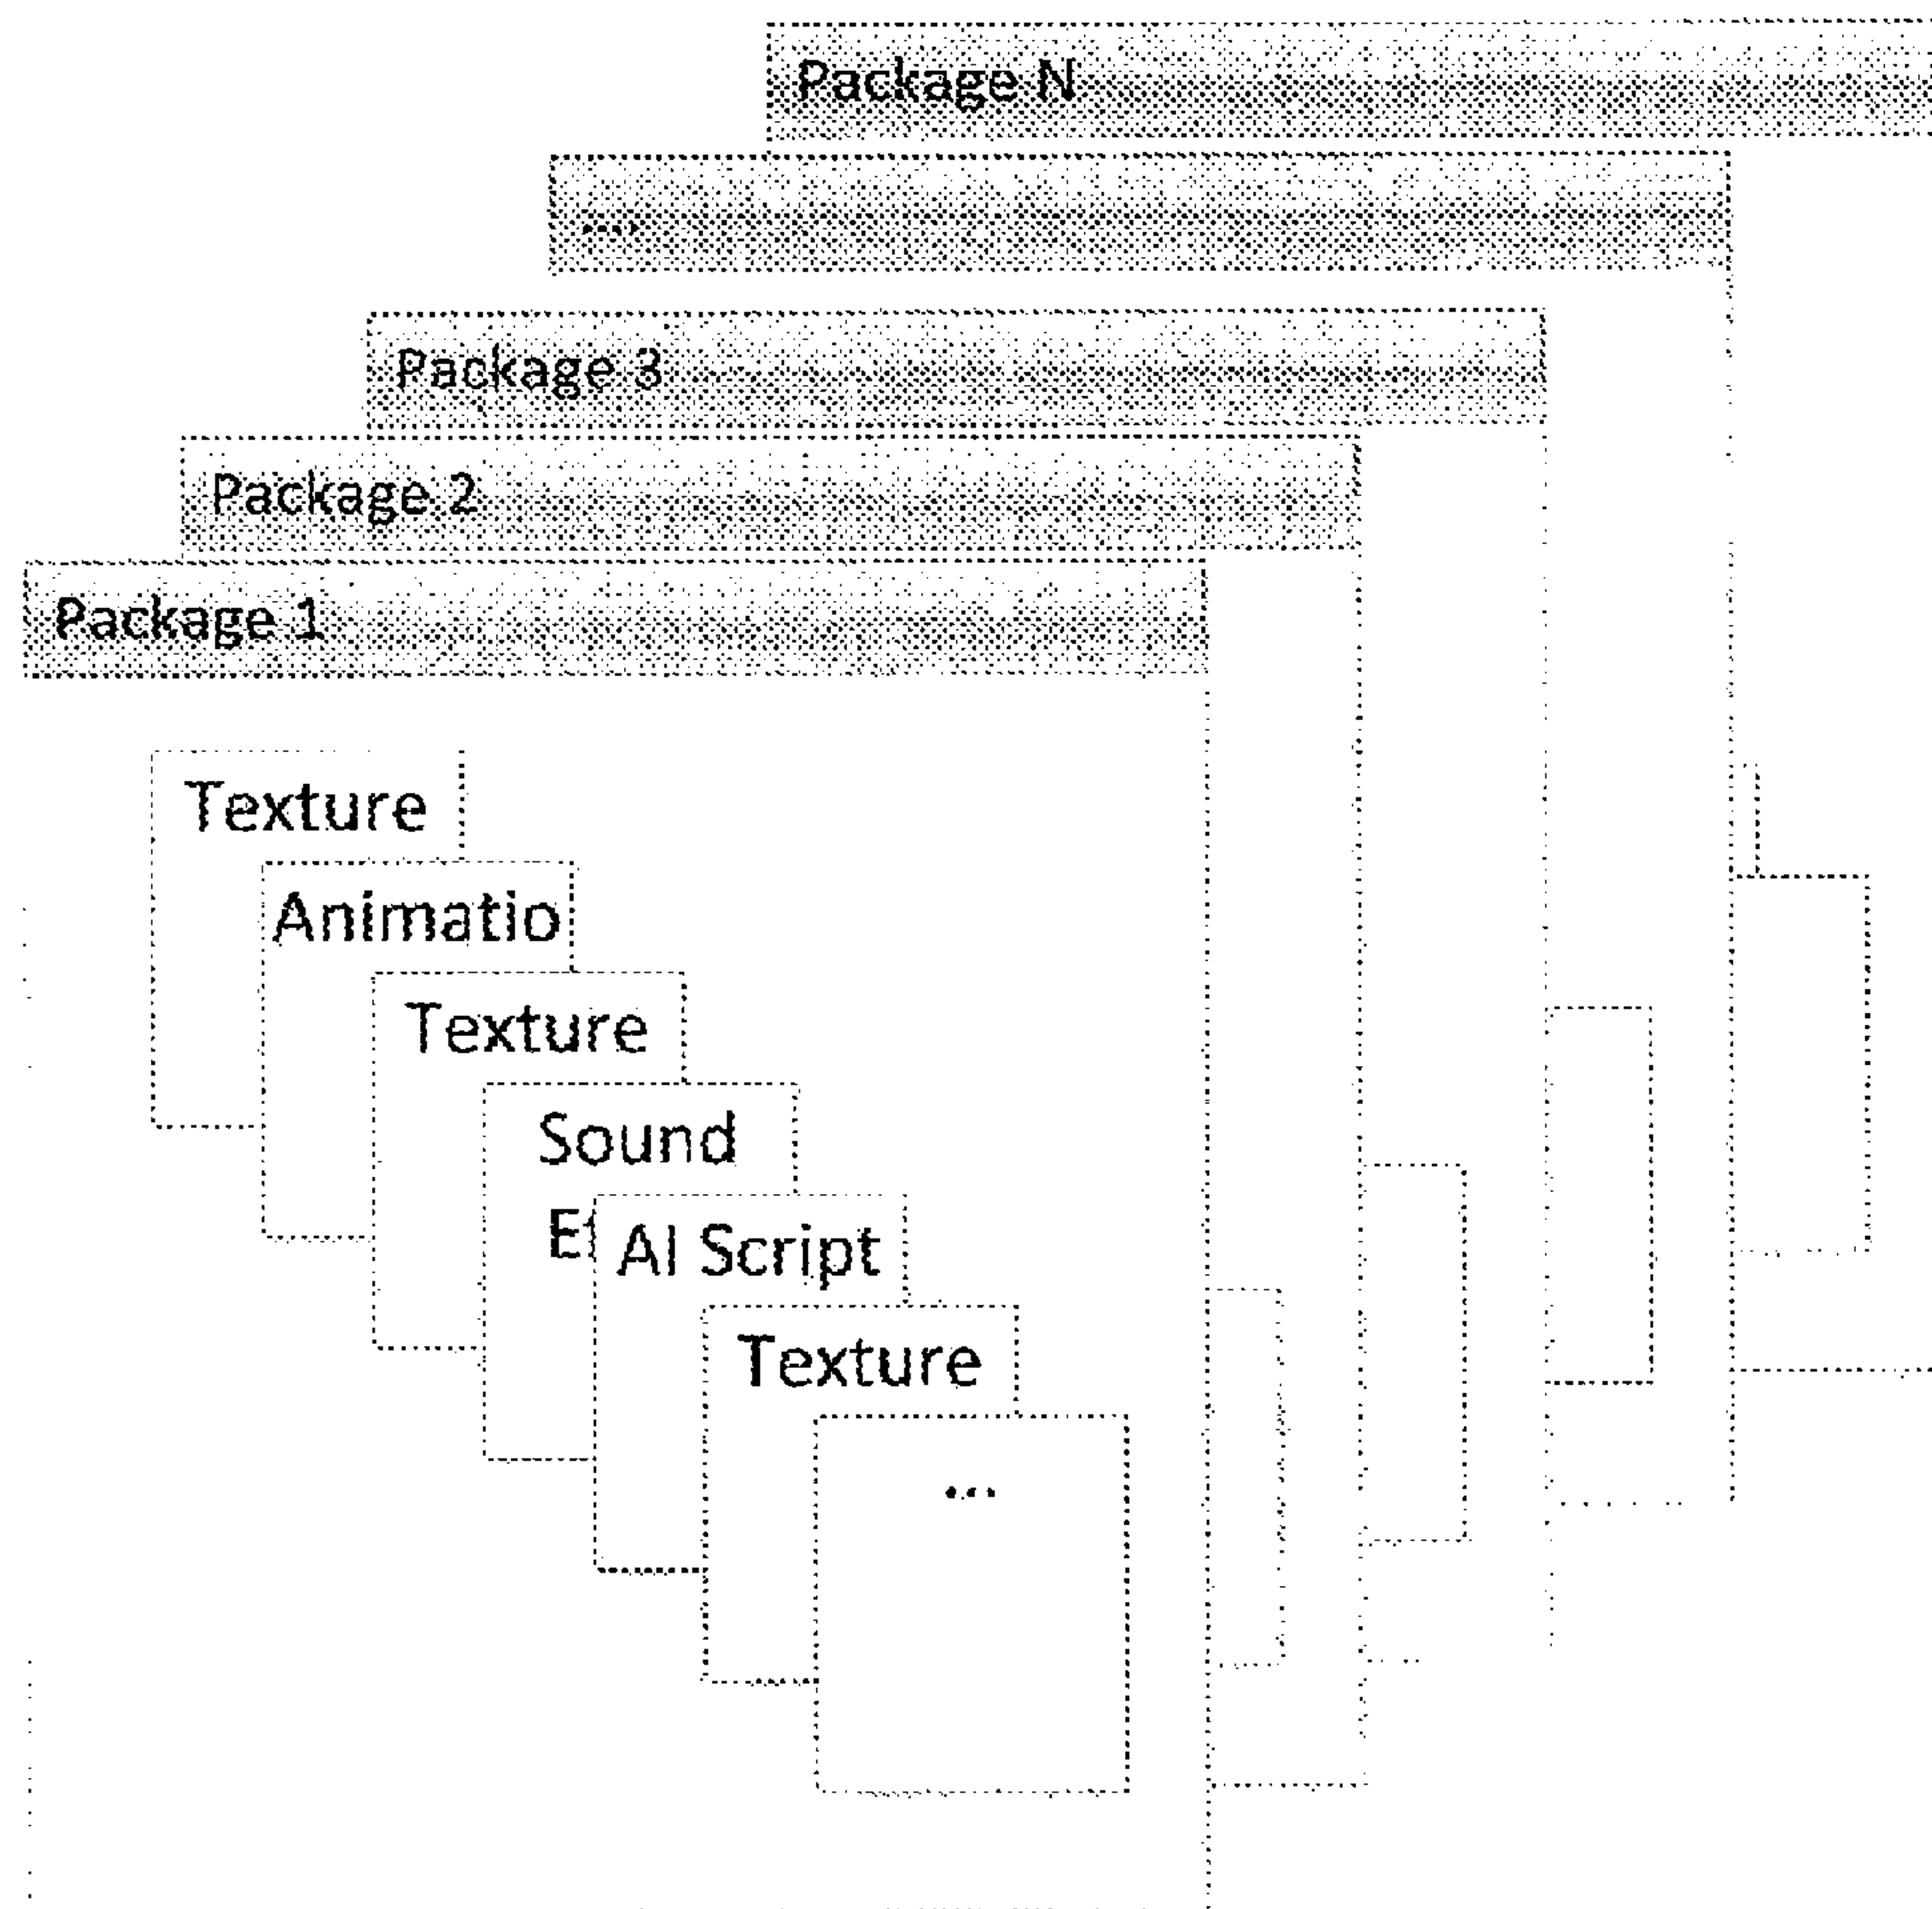 Package N
....
Package 3
Package 2
Package 1
Texture
Animatio
Texture
Sound
AI Script
Texture
...